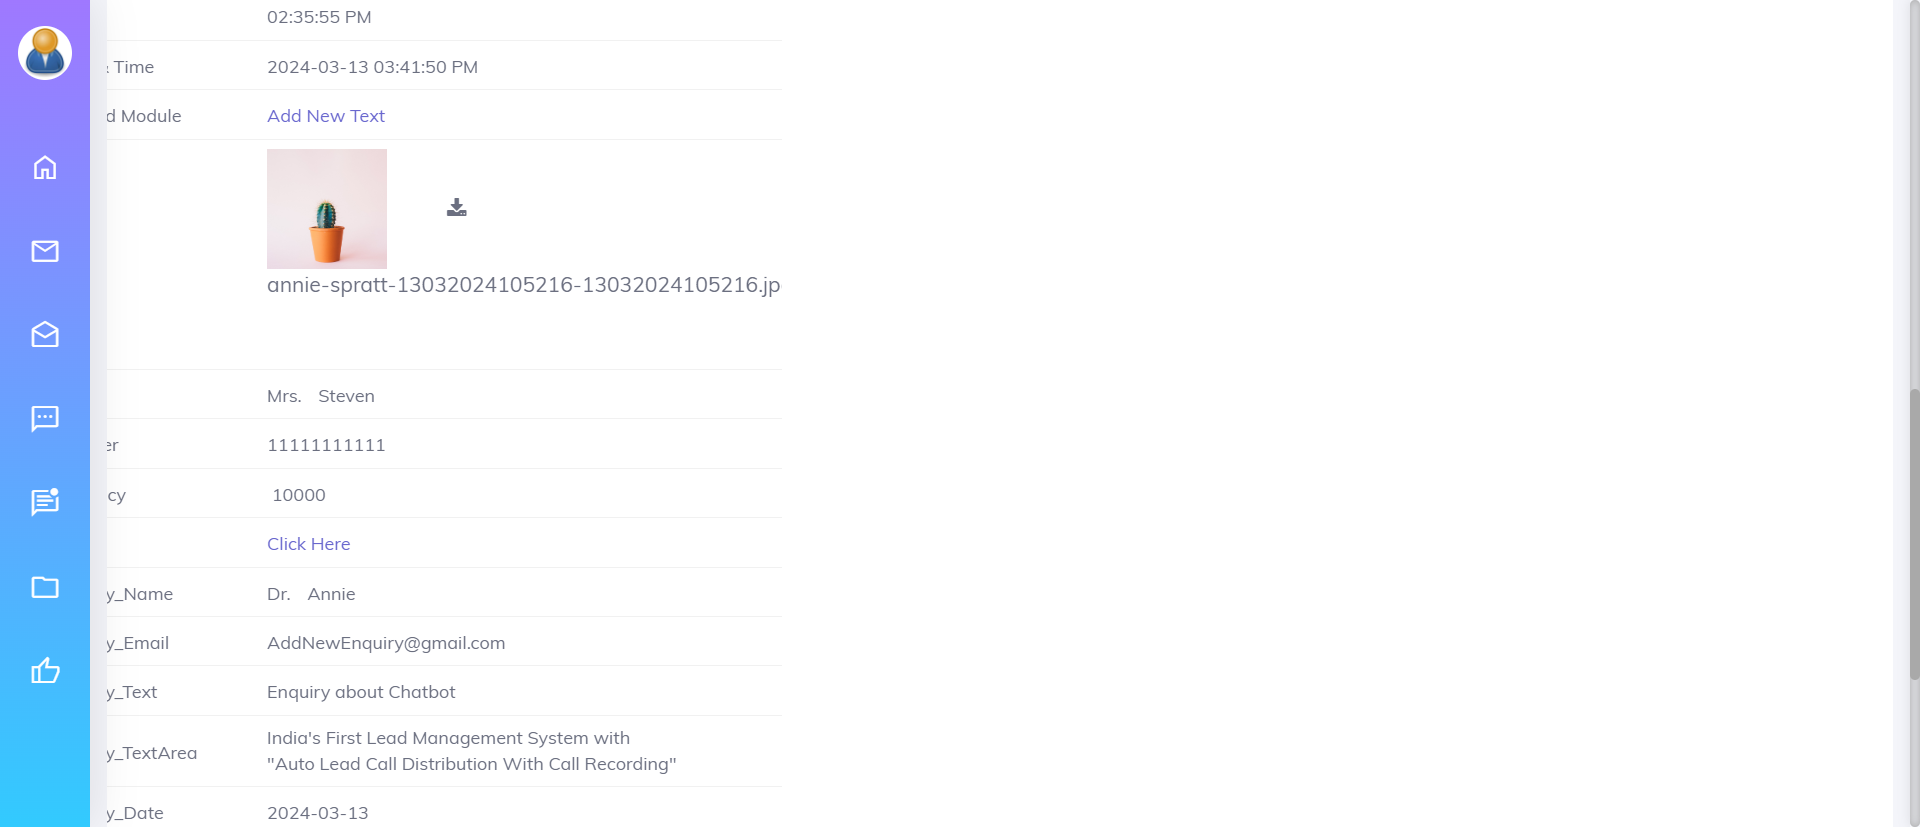 02:35:55 PM
Time 2024-03-13 03:41:50 PM
d Module Add New Text
annie-spratt-13032024105216-13032024105216.jp
Mrs. Steven
er 11111111111
cy 10000
Click Here
y_Name Dr. Annie
y_Email AddNewEnquiry@gmail.com
y_Text Enquiry about Chatbot
India's First Lead Management System with
y_TextArea
"Auto Lead Call Distribution With Call Recording"
y_Date 2024-03-13